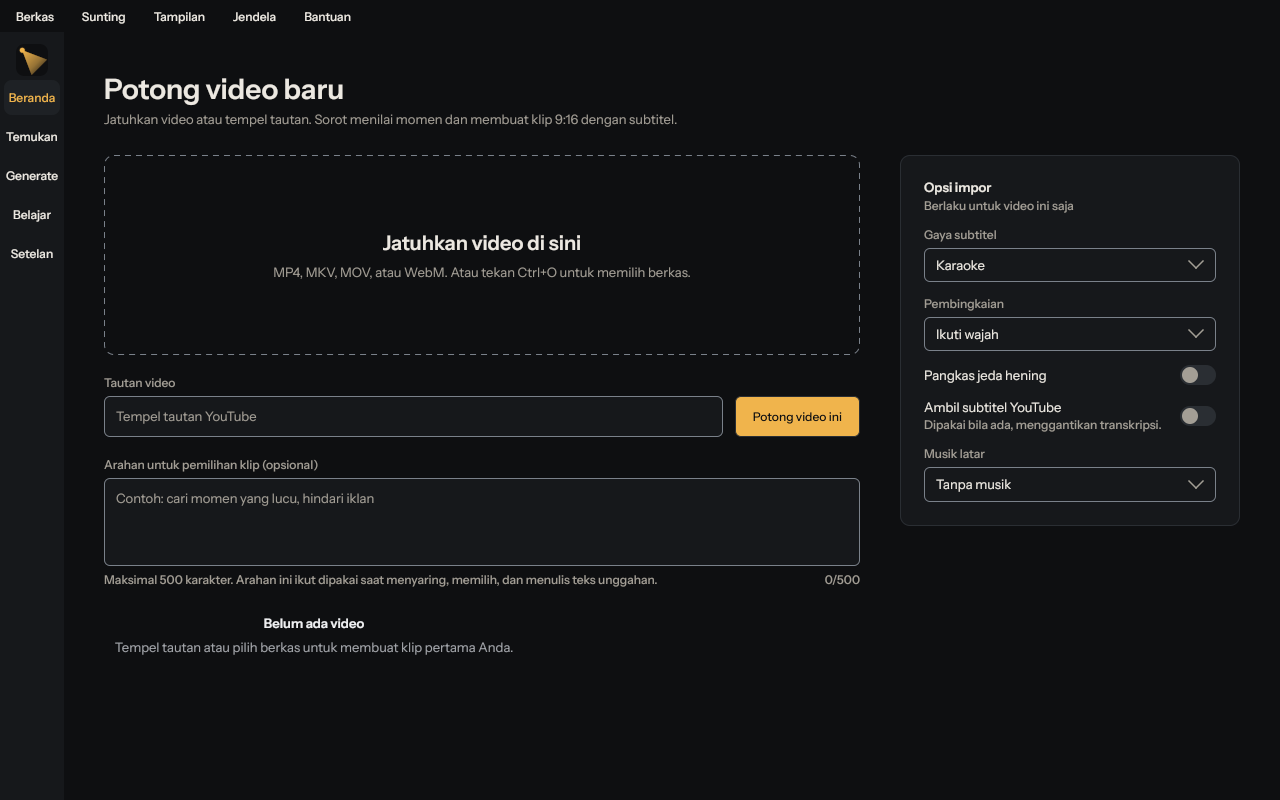 Berkas Sunting Tampilan Jendela Bantuan
Beranda
Temukan
Generate
Belajar
Setelan
Potong video baru
Jatuhkan video atau tempel tautan. Sorot menilai momen dan membuat klip 9:16 dengan subtitel.
Jatuhkan video di sini
MP4, MKV, MOV, atau WebM. Atau tekan Ctrl+O untuk memilih berkas.
Tautan video
Tempel tautan YouTube
Potong video ini
Arahan untuk pemilihan klip (opsional)
Contoh: cari momen yang lucu, hindari iklan
Maksimal 500 karakter. Arahan ini ikut dipakai saat menyaring, memilih, dan menulis teks unggahan.
0/500
Belum ada video
Tempel tautan atau pilih berkas untuk membuat klip pertama Anda.
Opsi impor
Berlaku untuk video ini saja
Gaya subtitel
Karaoke
Pembingkaian
Ikuti wajah
Pangkas jeda hening
Ambil subtitel YouTube
Dipakai bila ada, menggantikan transkripsi.
Musik latar
Tanpa musik